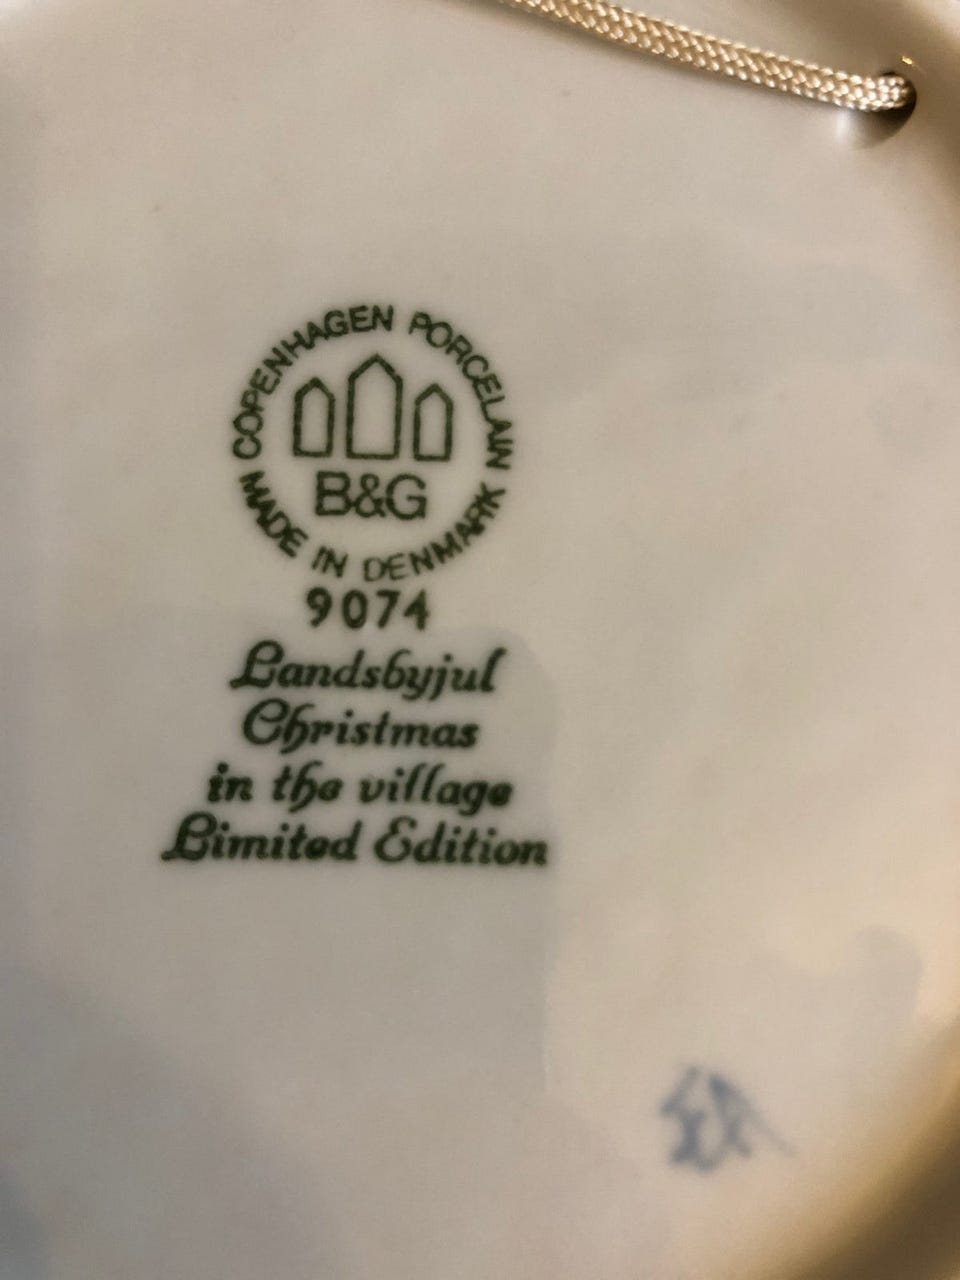 COPENHAGEN PORCELAIN
B&G
MADE IN DENMARK
9074
Landsbyjul
Christmas
in the village
Limited Edition